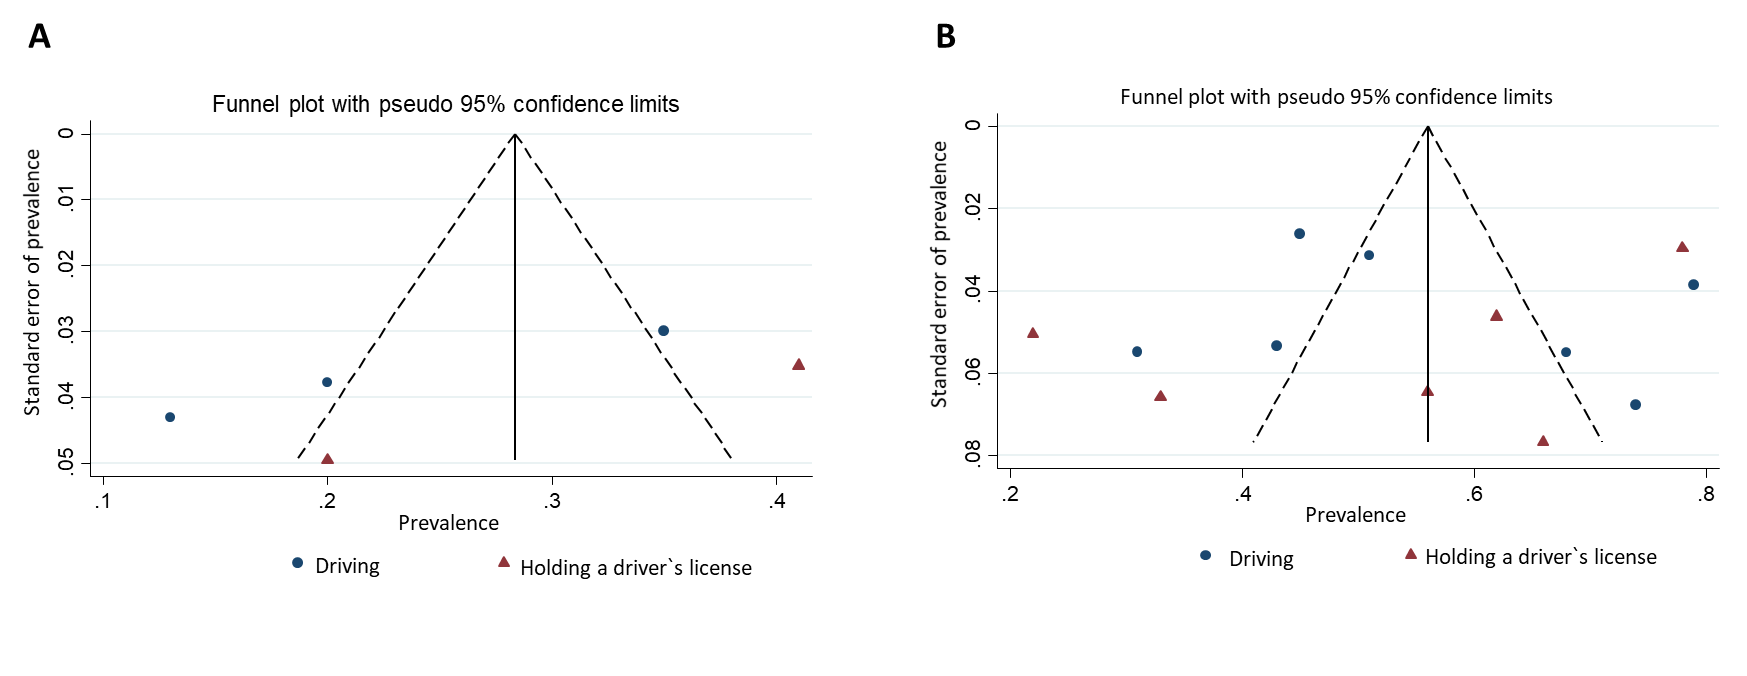 A
Funnel plot with pseudo 95% confidence limits
Standard error of prevalence
0
.01
.02
.03
.04
.05
.1
.2
.3
.4
Prevalence
Driving
Holding a driver`s license
B
Funnel plot with pseudo 95% confidence limits
Standard error of prevalence
0
.02
.04
.06
.08
.2
.4
.6
.8
Prevalence
Driving
Holding a driver`s license